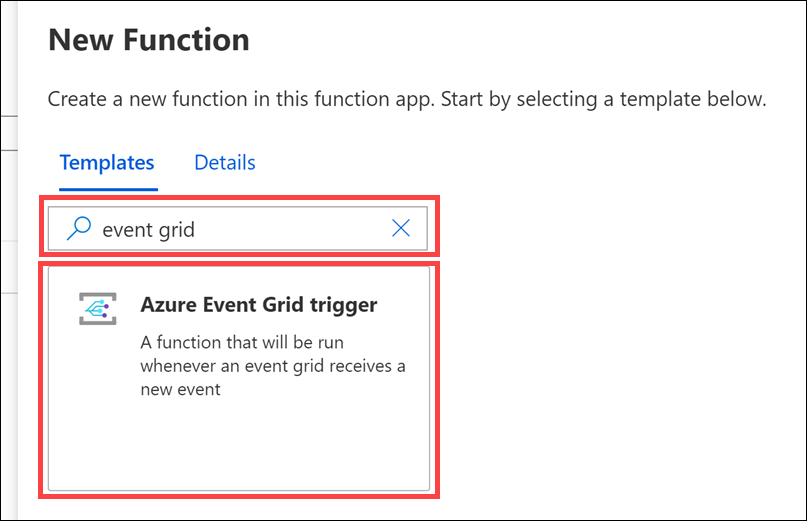 New Function
Create a new function in this function app. Start by selecting a template below.
Templates Details
event grid
Azure Event Grid trigger
A function that will be run
whenever an event grid receives a
new event